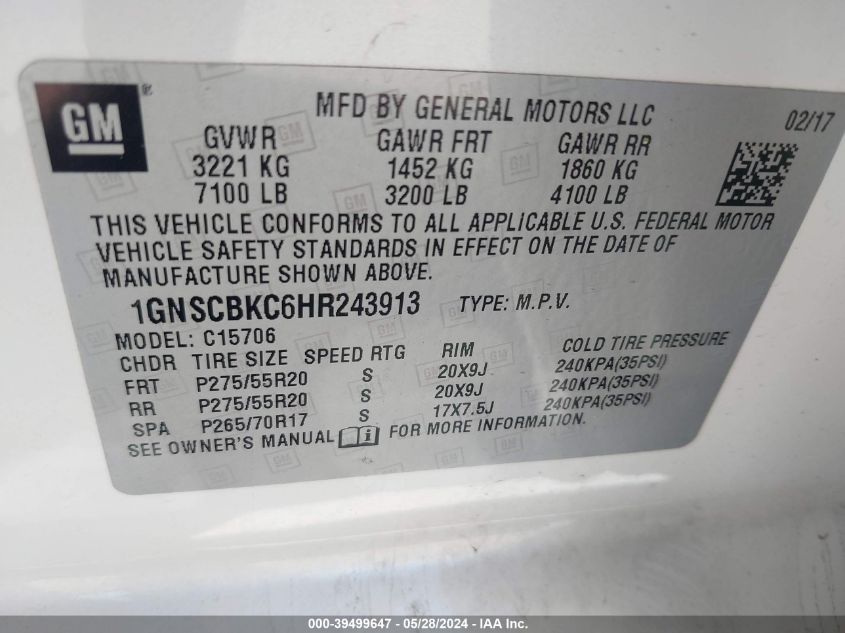 GM
MFD BY GENERAL MOTORS LLC
02/17
GVWR GAWR FRT GAWR RR
3221 KG 1452 KG 1860 KG
7100 LB 3200 LB 4100 LB
THIS VEHICLE CONFORMS TO ALL APPLICABLE U.S. FEDERAL MOTOR
VEHICLE SAFETY STANDARDS IN EFFECT ON THE DATE OF
MANUFACTURE SHOWN ABOVE.
1GNSCBKC6HR243913 TYPE: M.P.V.
MODEL: C15706
CHDR TIRE SIZE SPEED RTG RIM COLD TIRE PRESSURE
FRT P275/55R20 S 20X9J 240KPA(35PSI)
RR P275/55R20 S 20X9J 240KPA(35PSI)
SPA P265/70R17 S 17X7.5J 240KPA(35PSI)
SEE OWNER'S MANUAL FOR MORE INFORMATION.
000-39499647 - 05/28/2024 - IAA Inc.